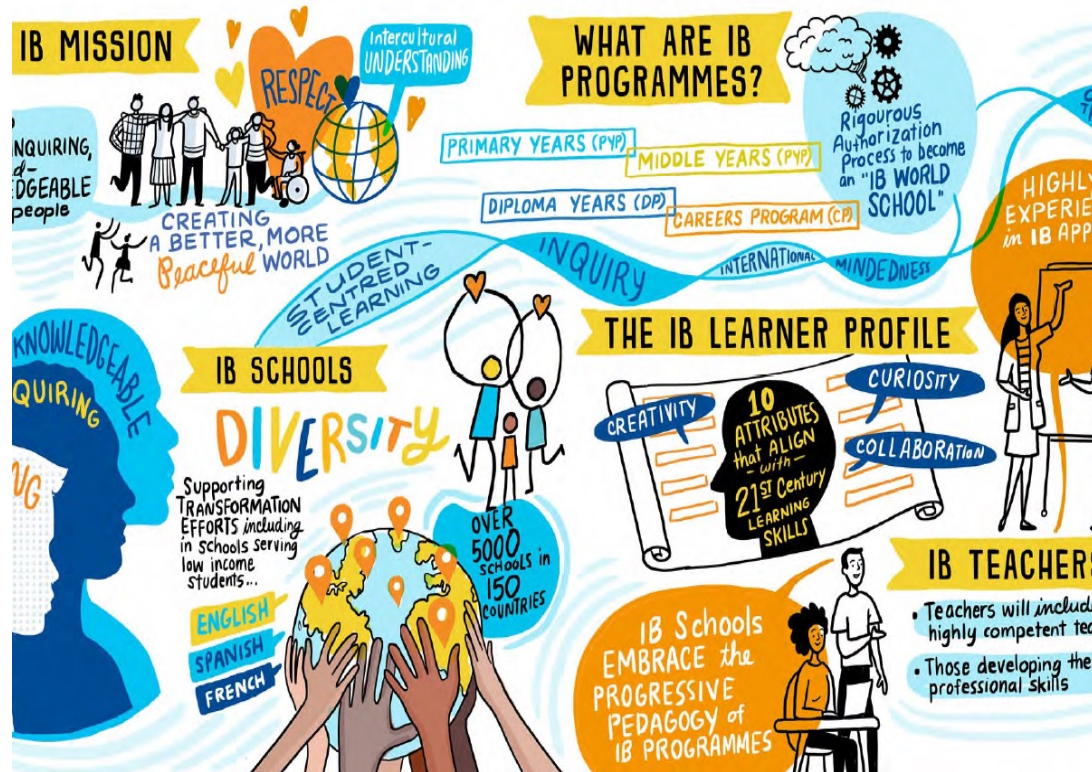 IB MISSION
Intercultural
UNDERSTANDING
RESPECT
NQUIRING,
d-
EDGEABLE
people
CREATING
A BETTER, MORE
Peaceful WORLD
WHAT ARE IB
PROGRAMMES?
PRIMARY YEARS (PYP)
MIDDLE YEARS (PYP)
DIPLOMA YEARS (DP)
CAREERS PROGRAM (CP)
Rigourous
Authorization
Process to become
an "IB WORLD
SCHOOL"
HIGHLY
EXPERIE
in IB APP
STUDENT-
CENTRED
LEARNING
INQUIRY
INTERNATIONAL
MINDEDNESS
KNOWLEDGEABLE
QUIRING
NG
IB SCHOOLS
DIVERSITY
Supporting
TRANSFORMATION
EFFORTS including
in schools serving
low income
students...
ENGLISH
SPANISH
FRENCH
OVER
5000
SCHOOLS in
150
COUNTRIES
THE IB LEARNER PROFILE
CREATIVITY
10
ATTRIBUTES
that ALIGN
-with-
21ST Century
LEARNING
SKILLS
CURIOSITY
COLLABORATION
IB Schools
EMBRACE the
PROGRESSIVE
PEDAGOGY of
IB PROGRAMMES
IB TEACHERS
• Teachers will includ
highly competent tea
• Those developing the
professional skills